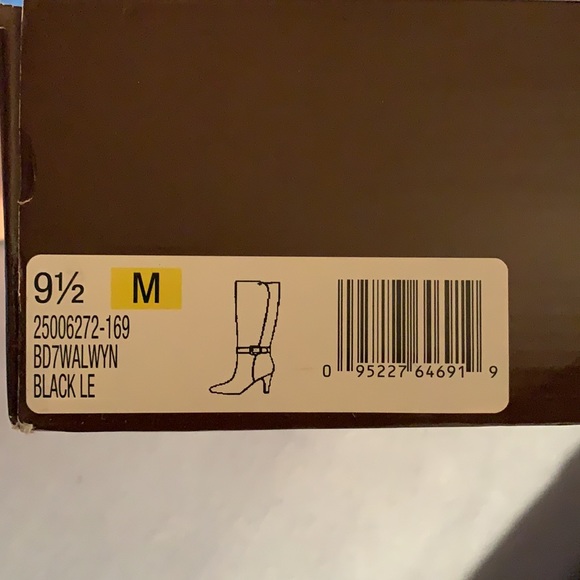 9½ M
25006272-169
BD7WALWYN
BLACK LE
0 95227 64691 9